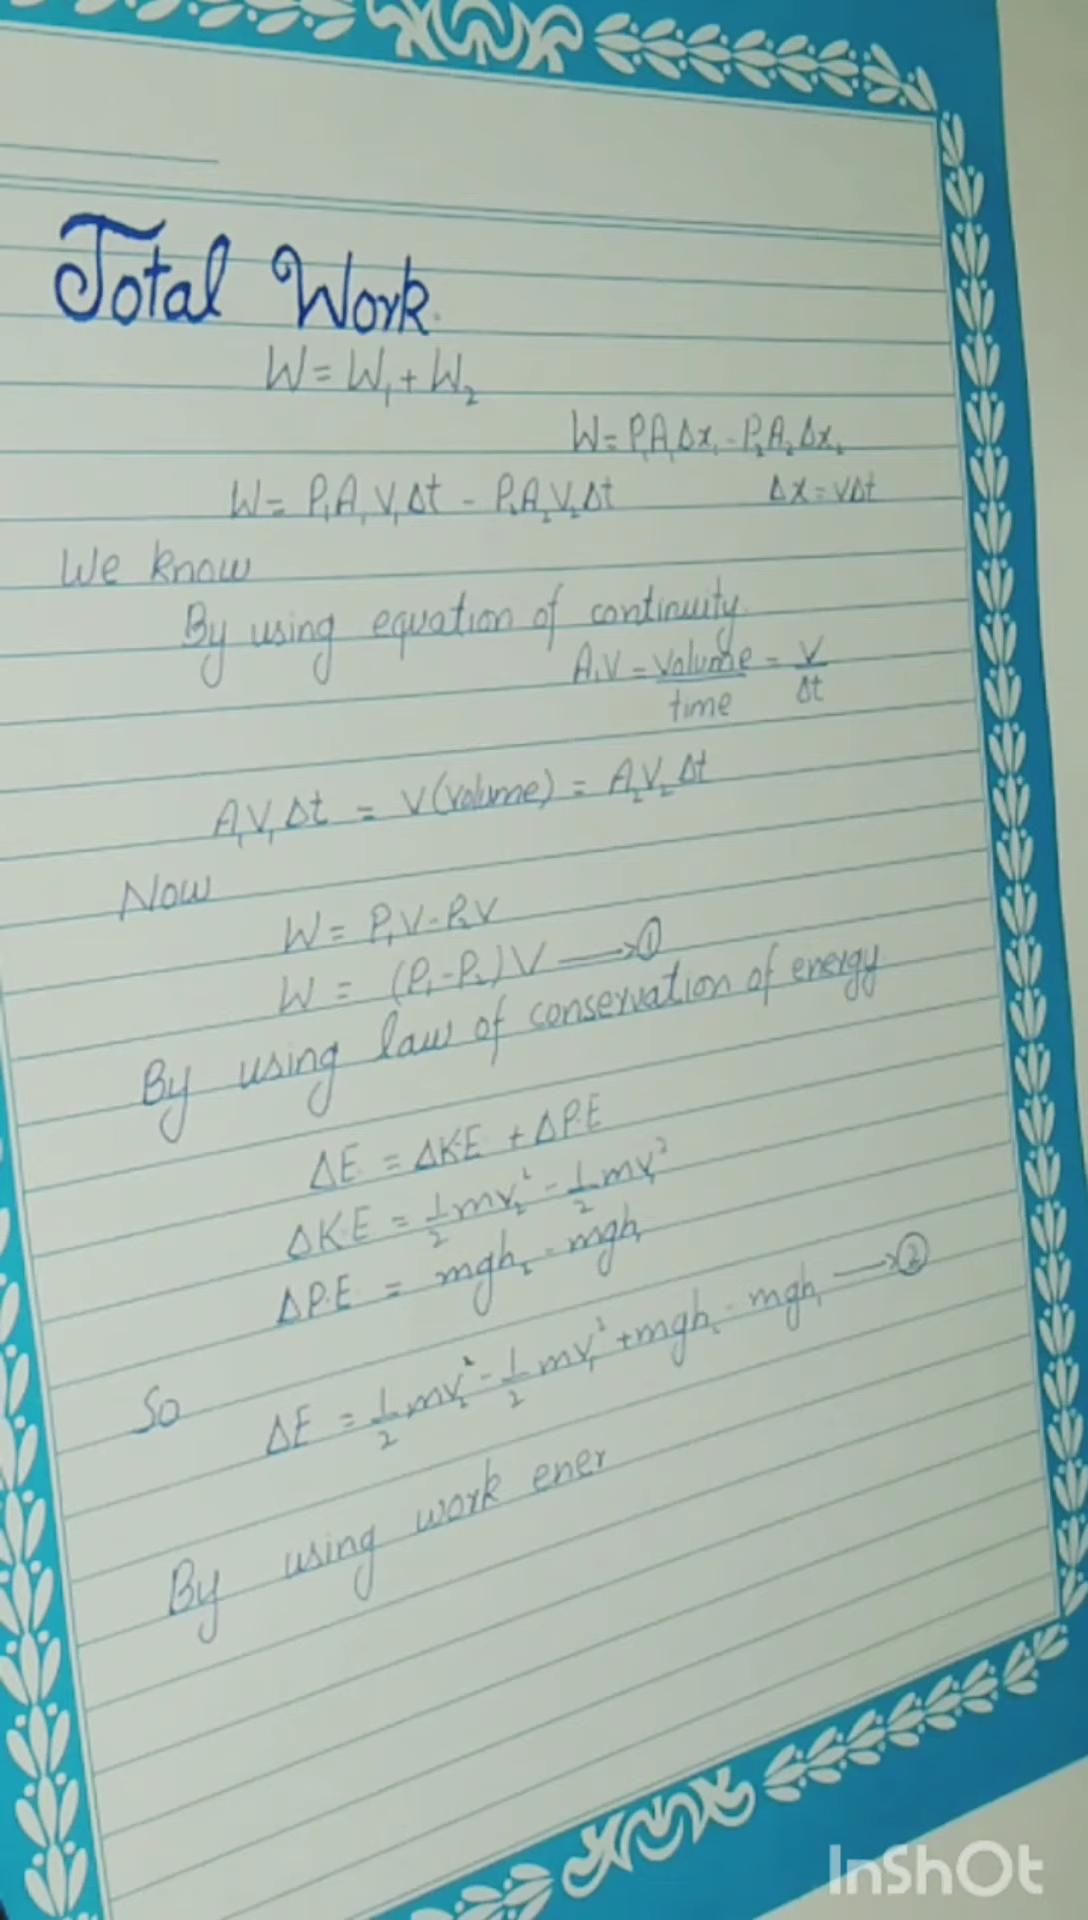 Total Work.
W = W₁ + W₂
W = P₁A₁Δx₁ - P₂A₂Δx₂
W = P₁A₁V₁Δt - P₂A₂V₂Δt
Δx = vΔt
We know
By using equation of continuity.
A₁V = Volume/time = V/Δt
A₁V₁Δt = V(Volume) = A₂V₂Δt
Now
W = P₁V - P₂V
W = (P₁-P₂)V → ①
By using law of conservation of energy
ΔE = ΔK.E + ΔP.E
ΔK.E = 1/2 mv₂² - 1/2 mv₁²
ΔP.E = mgh₂ - mgh₁
So ΔE = 1/2 mv₂² - 1/2 mv₁² + mgh₂ - mgh₁ → ②
By using work ener
InShOt